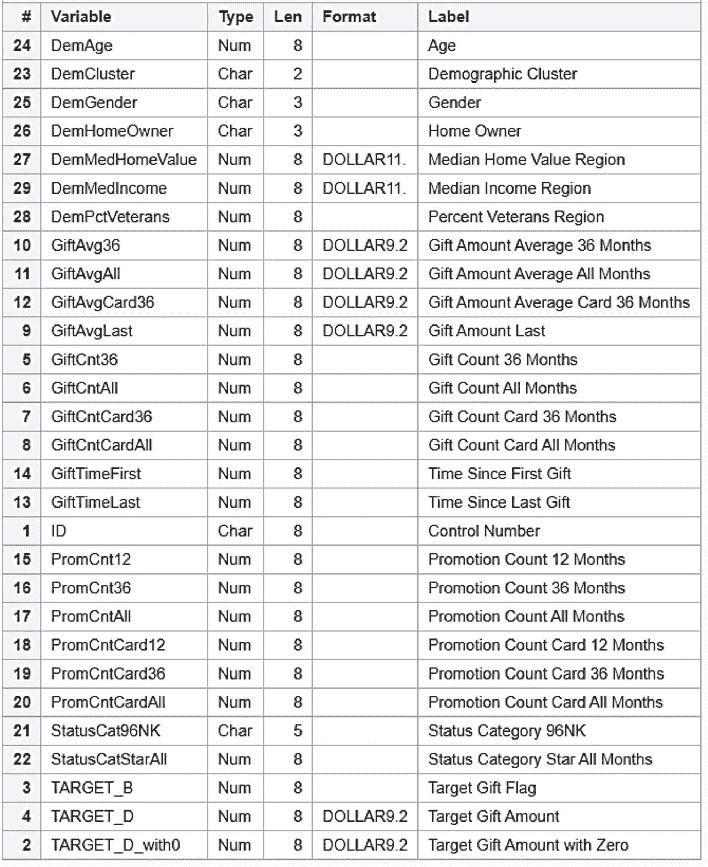 # Variable Type Len Format Label
24 DemAge Num 8 Age
23 DemCluster Char 2 Demographic Cluster
25 DemGender Char 3 Gender
26 DemHomeOwner Char 3 Home Owner
27 DemMedHomeValue Num 8 DOLLAR11. Median Home Value Region
29 DemMedIncome Num 8 DOLLAR11. Median Income Region
28 DemPctVeterans Num 8 Percent Veterans Region
10 GiftAvg36 Num 8 DOLLAR9.2 Gift Amount Average 36 Months
11 GiftAvgAll Num 8 DOLLAR9.2 Gift Amount Average All Months
12 GiftAvgCard36 Num 8 DOLLAR9.2 Gift Amount Average Card 36 Months
9 GiftAvgLast Num 8 DOLLAR9.2 Gift Amount Last
5 GiftCnt36 Num 8 Gift Count 36 Months
6 GiftCntAll Num 8 Gift Count All Months
7 GiftCntCard36 Num 8 Gift Count Card 36 Months
8 GiftCntCardAll Num 8 Gift Count Card All Months
14 GiftTimeFirst Num 8 Time Since First Gift
13 GiftTimeLast Num 8 Time Since Last Gift
1 ID Char 8 Control Number
15 PromCnt12 Num 8 Promotion Count 12 Months
16 PromCnt36 Num 8 Promotion Count 36 Months
17 PromCntAll Num 8 Promotion Count All Months
18 PromCntCard12 Num 8 Promotion Count Card 12 Months
19 PromCntCard36 Num 8 Promotion Count Card 36 Months
20 PromCntCardAll Num 8 Promotion Count Card All Months
21 StatusCat96NK Char 5 Status Category 96NK
22 StatusCatStarAll Num 8 Status Category Star All Months
3 TARGET_B Num 8 Target Gift Flag
4 TARGET_D Num 8 DOLLAR9.2 Target Gift Amount
2 TARGET_D_with0 Num 8 DOLLAR9.2 Target Gift Amount with Zero